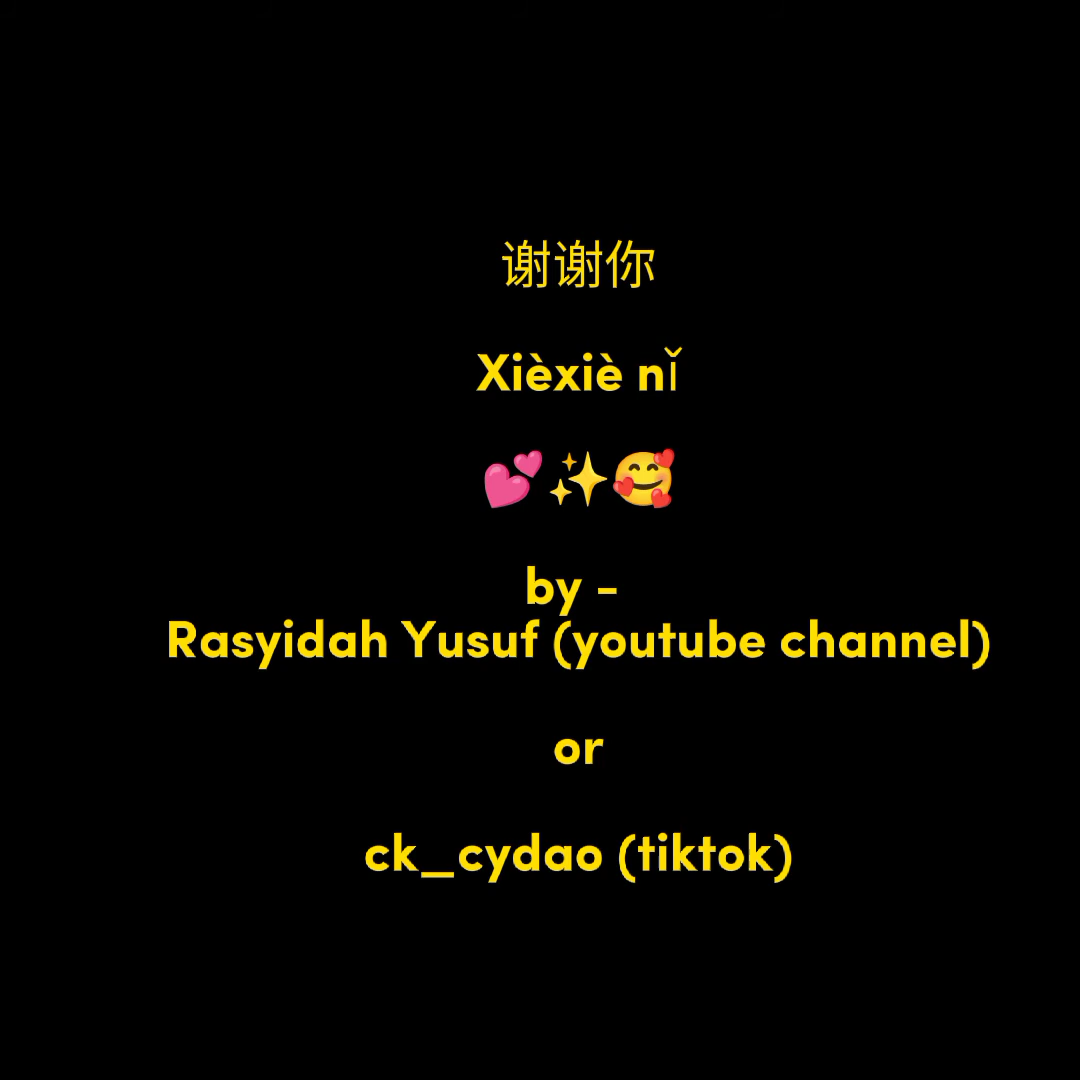 谢谢你
Xièxiè nǐ
💕✨🥰
by -
Rasyidah Yusuf (youtube channel)
or
ck_cydao (tiktok)